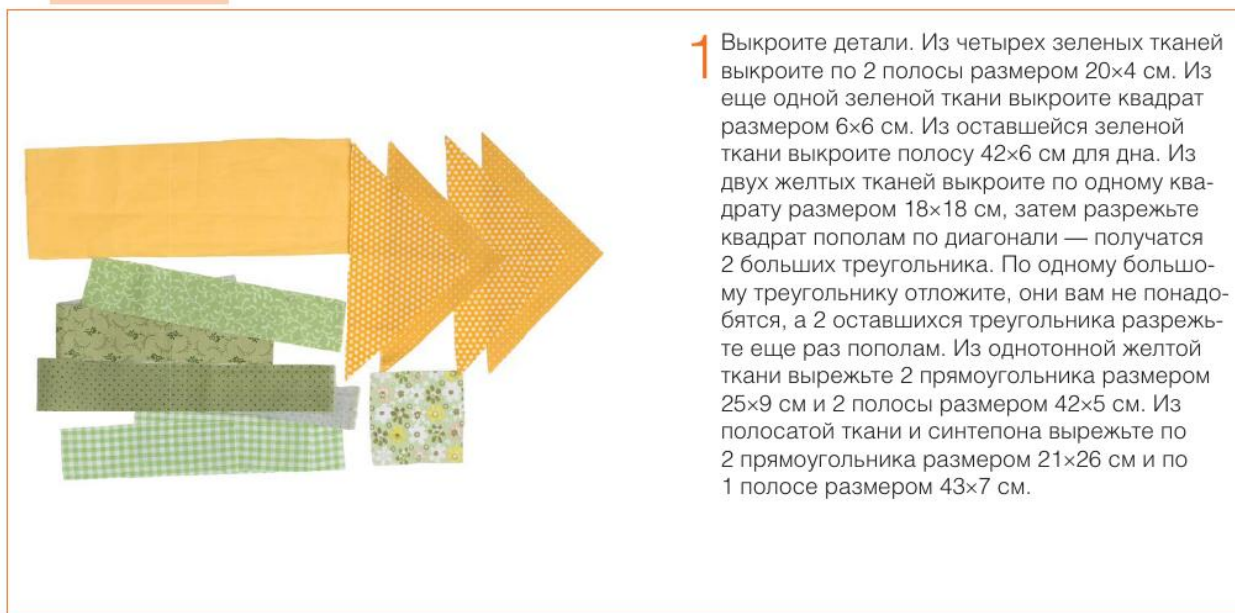 1 Выкроите детали. Из четырех зеленых тканей
выкроите по 2 полосы размером 20×4 см. Из
еще одной зеленой ткани выкроите квадрат
размером 6×6 см. Из оставшейся зеленой
ткани выкроите полосу 42×6 см для дна. Из
двух желтых тканей выкроите по одному ква-
драту размером 18×18 см, затем разрежьте
квадрат пополам по диагонали — получатся
2 больших треугольника. По одному большо-
му треугольнику отложите, они вам не понадо-
бятся, а 2 оставшихся треугольника разрежь-
те еще раз пополам. Из однотонной желтой
ткани вырежьте 2 прямоугольника размером
25×9 см и 2 полосы размером 42×5 см. Из
полосатой ткани и синтепона вырежьте по
2 прямоугольника размером 21×26 см и по
1 полосе размером 43×7 см.